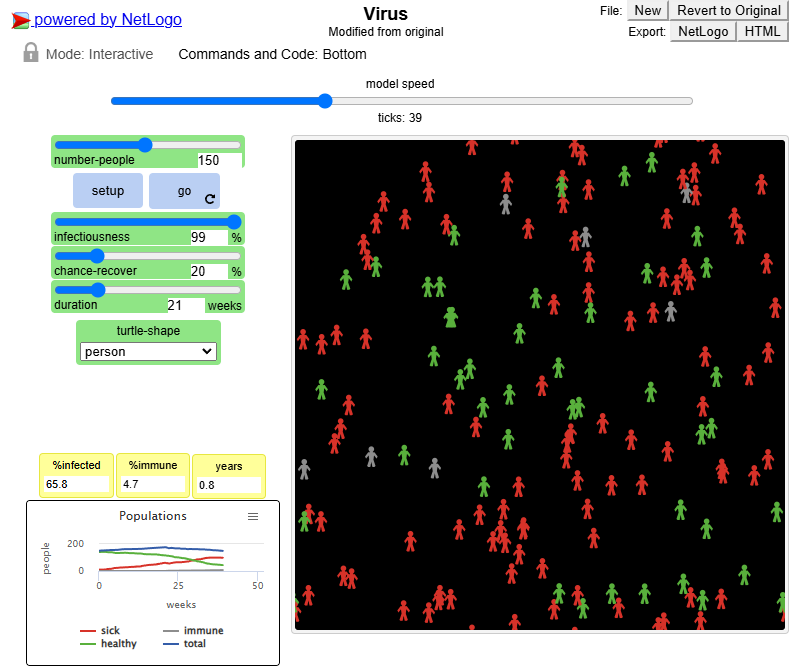 powered by NetLogo
Virus
Modified from original
File: New Revert to Original
Export: NetLogo HTML
Mode: Interactive
Commands and Code: Bottom
model speed
ticks: 39
number-people 150
setup
go
infectiousness 99 %
chance-recover 20 %
duration 21 weeks
turtle-shape
person
%infected
65.8
%immune
4.7
years
0.8
Populations
people
200
0
0 25 50
weeks
sick
immune
healthy
total